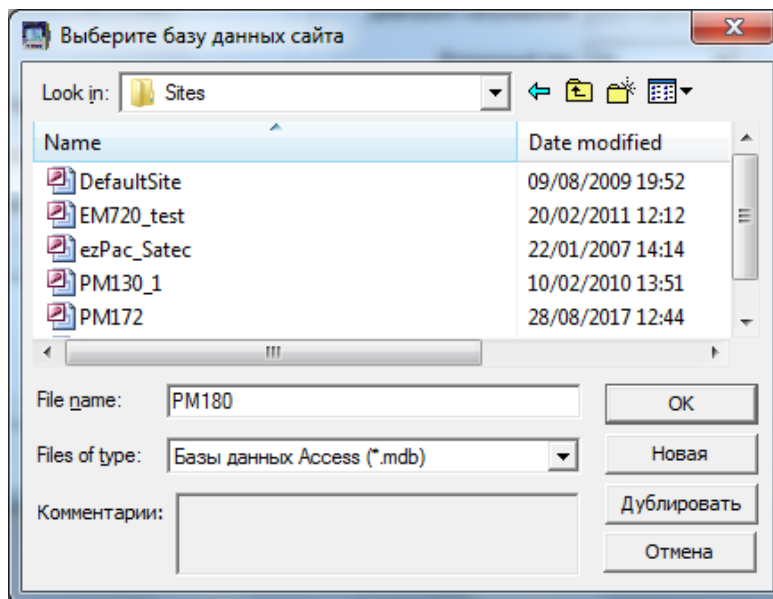 Выберите базу данных сайта
Look in: Sites
Name Date modified
DefaultSite 09/08/2009 19:52
EM720_test 20/02/2011 12:12
ezPac_Satec 22/01/2007 14:14
PM130_1 10/02/2010 13:51
PM172 28/08/2017 12:44
File name: PM180 OK
Files of type: Базы данных Access (*.mdb) Новая
Комментарии: Дублировать
Отмена